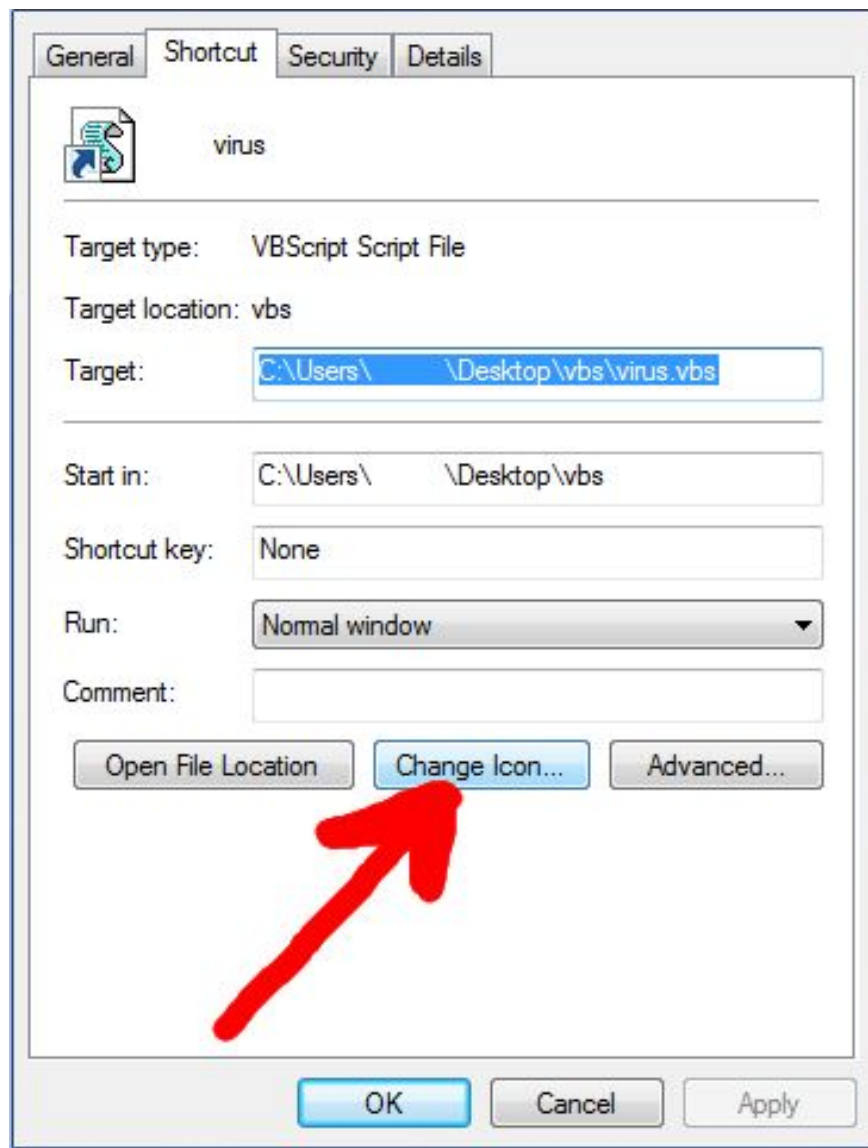 General Shortcut Security Details
virus
Target type: VBScript Script File
Target location: vbs
Target: C:\Users\ \Desktop\vbs\virus.vbs
Start in: C:\Users\ \Desktop\vbs
Shortcut key: None
Run: Normal window
Comment:
Open File Location Change Icon... Advanced...
OK Cancel Apply